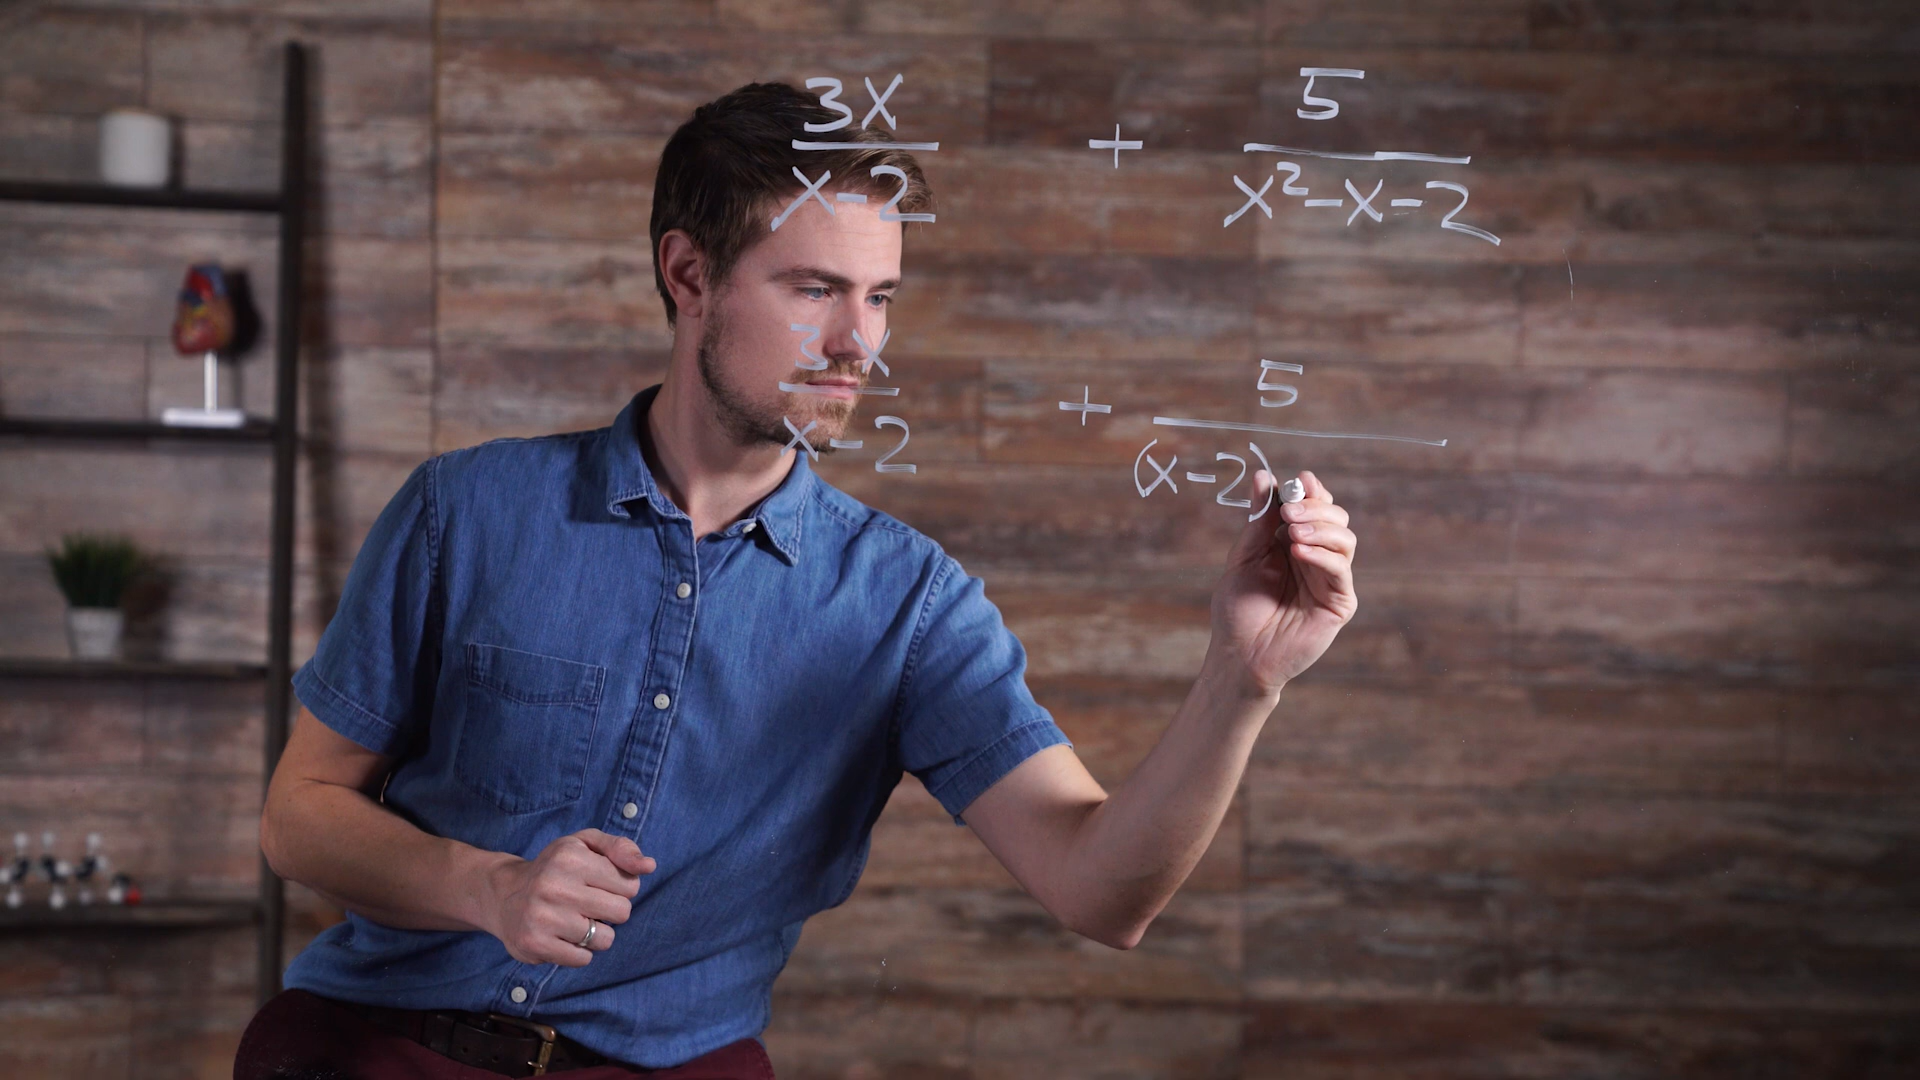 3x/(x-2) + 5/(x²-x-2)
3x/(x-2) + 5/(x-2)